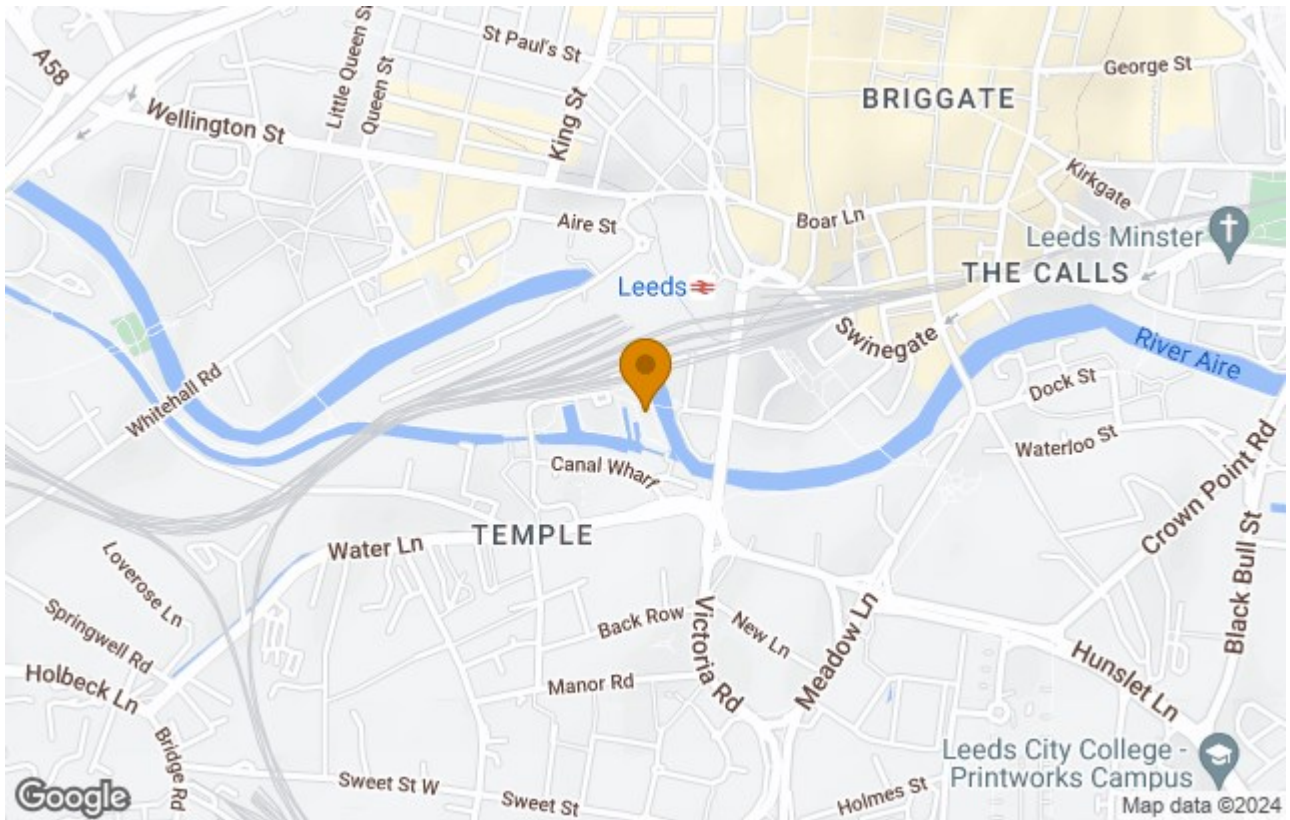 St Paul's St
George St
A58
Little Queen St
Queen St
King St
BRIGGATE
Wellington St
Kirkgate
Aire St
Boar Ln
Leeds Minster
THE CALLS
Leeds
Swinegate
River Aire
Whitehall Rd
Dock St
Waterloo St
Canal Wharf
Crown Point Rd
TEMPLE
Water Ln
Black Bull St
Loverose Ln
Springwell Rd
Back Row
Victoria Rd
New Ln
Meadow Ln
Hunslet Ln
Holbeck Ln
Manor Rd
Bridge Rd
Leeds City College -
Printworks Campus
Sweet St W
Sweet St
Holmes St
Google
Map data ©2024